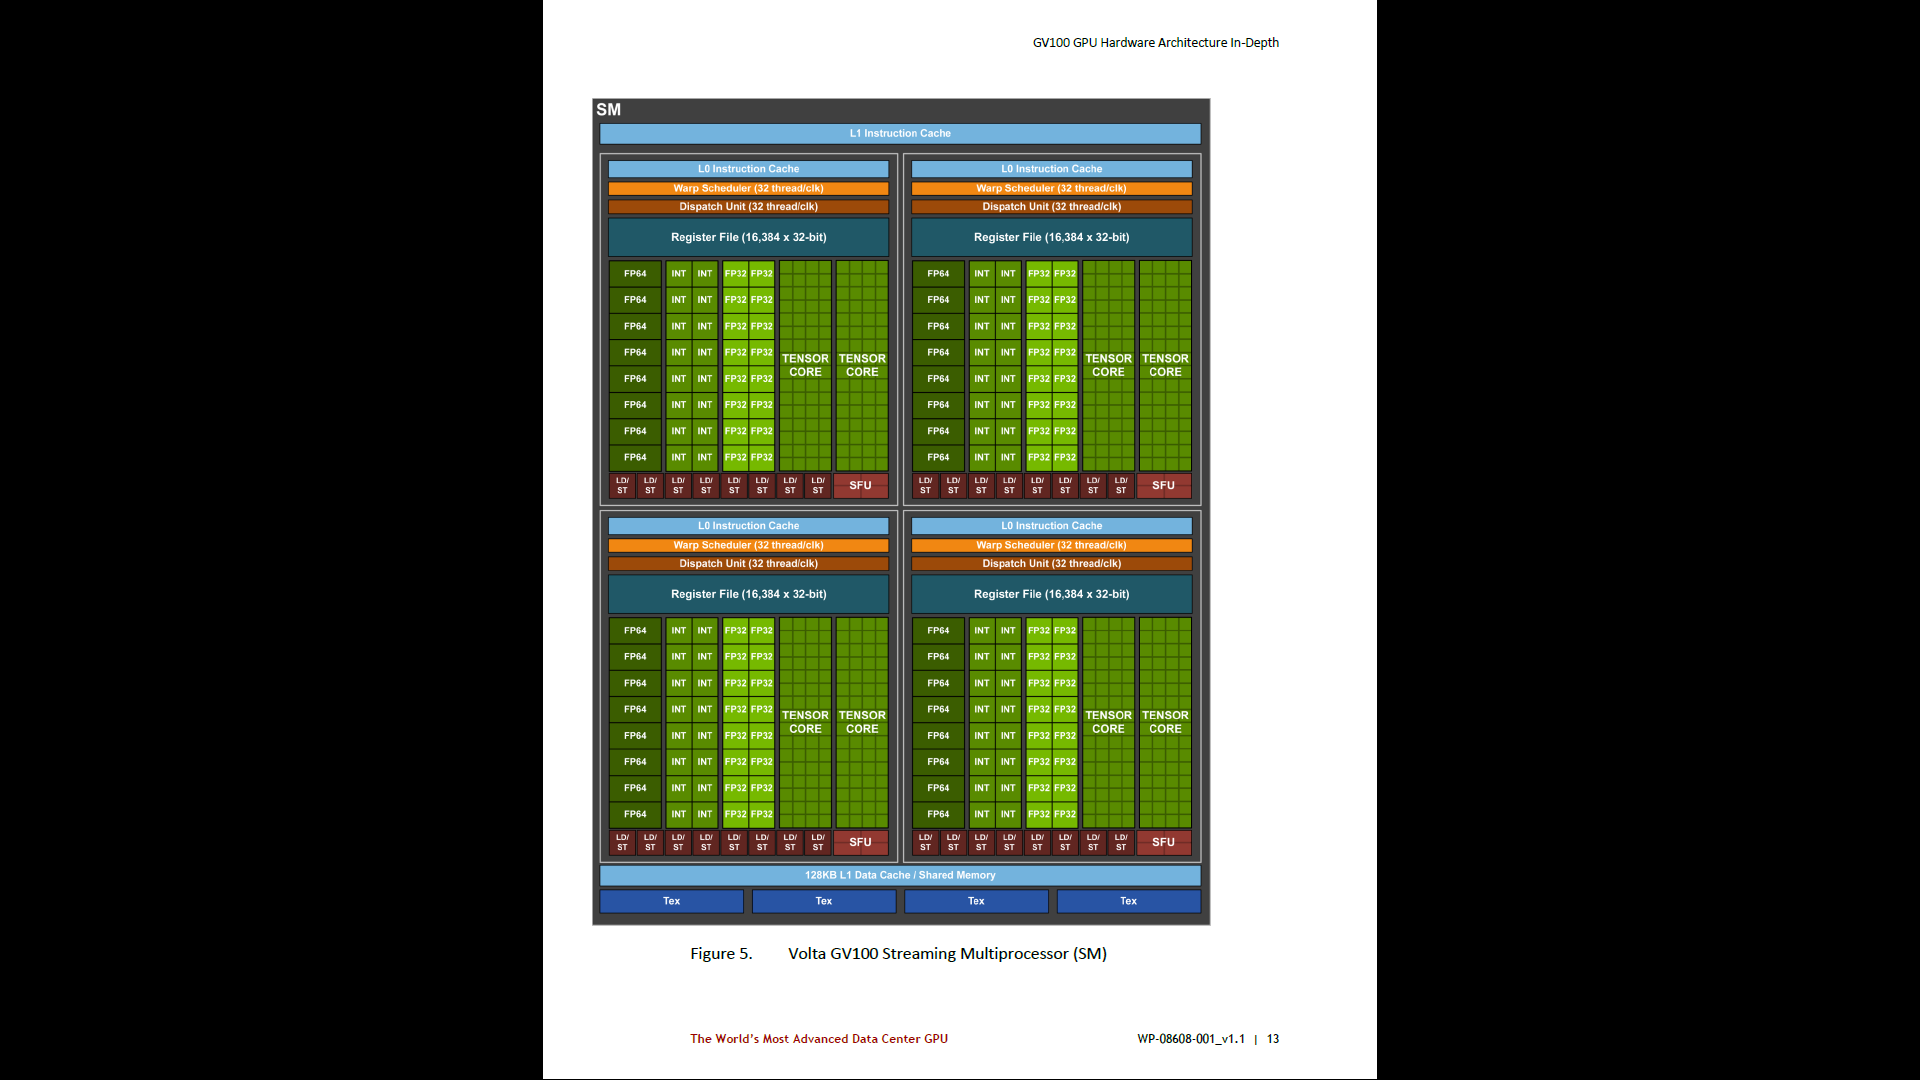 GV100 GPU Hardware Architecture In-Depth
SM
L1 Instruction Cache
L0 Instruction Cache L0 Instruction Cache
Warp Scheduler (32 thread/clk) Warp Scheduler (32 thread/clk)
Dispatch Unit (32 thread/clk) Dispatch Unit (32 thread/clk)
Register File (16,384 x 32-bit) Register File (16,384 x 32-bit)
FP64 INT INT FP32 FP32 FP64 INT INT FP32 FP32
FP64 INT INT FP32 FP32 FP64 INT INT FP32 FP32
FP64 INT INT FP32 FP32 FP64 INT INT FP32 FP32
FP64 INT INT FP32 FP32 FP64 INT INT FP32 FP32
TENSOR TENSOR TENSOR TENSOR
CORE CORE CORE CORE
FP64 INT INT FP32 FP32 FP64 INT INT FP32 FP32
FP64 INT INT FP32 FP32 FP64 INT INT FP32 FP32
FP64 INT INT FP32 FP32 FP64 INT INT FP32 FP32
FP64 INT INT FP32 FP32 FP64 INT INT FP32 FP32
LD/ LD/ LD/ LD/ LD/ LD/ LD/ LD/ SFU LD/ LD/ LD/ LD/ LD/ LD/ LD/ LD/ SFU
ST ST ST ST ST ST ST ST ST ST ST ST ST ST ST ST
L0 Instruction Cache L0 Instruction Cache
Warp Scheduler (32 thread/clk) Warp Scheduler (32 thread/clk)
Dispatch Unit (32 thread/clk) Dispatch Unit (32 thread/clk)
Register File (16,384 x 32-bit) Register File (16,384 x 32-bit)
FP64 INT INT FP32 FP32 FP64 INT INT FP32 FP32
FP64 INT INT FP32 FP32 FP64 INT INT FP32 FP32
FP64 INT INT FP32 FP32 FP64 INT INT FP32 FP32
FP64 INT INT FP32 FP32 FP64 INT INT FP32 FP32
TENSOR TENSOR TENSOR TENSOR
CORE CORE CORE CORE
FP64 INT INT FP32 FP32 FP64 INT INT FP32 FP32
FP64 INT INT FP32 FP32 FP64 INT INT FP32 FP32
FP64 INT INT FP32 FP32 FP64 INT INT FP32 FP32
FP64 INT INT FP32 FP32 FP64 INT INT FP32 FP32
LD/ LD/ LD/ LD/ LD/ LD/ LD/ LD/ SFU LD/ LD/ LD/ LD/ LD/ LD/ LD/ LD/ SFU
ST ST ST ST ST ST ST ST ST ST ST ST ST ST ST ST
128KB L1 Data Cache / Shared Memory
Tex Tex Tex Tex
Figure 5. Volta GV100 Streaming Multiprocessor (SM)
The World’s Most Advanced Data Center GPU WP-08608-001_v1.1 | 13